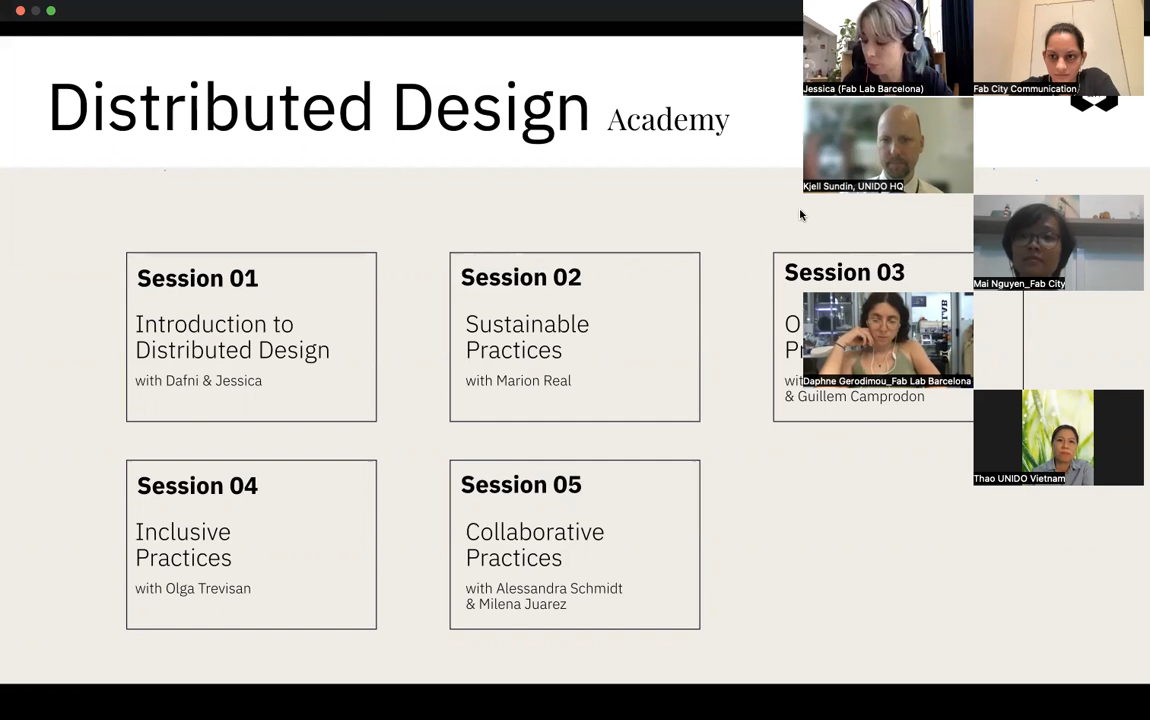 Distributed Design Academy
Jessica (Fab Lab Barcelona)
Fab City Communication
Kjell Sundin, UNIDO HQ
Mai Nguyen_Fab City
Daphne Gerodimou_Fab Lab Barcelona
Thao UNIDO Vietnam
Session 01
Introduction to
Distributed Design
with Dafni & Jessica
Session 02
Sustainable
Practices
with Marion Real
Session 03
& Guillem Camprodon
Session 04
Inclusive
Practices
with Olga Trevisan
Session 05
Collaborative
Practices
with Alessandra Schmidt
& Milena Juarez